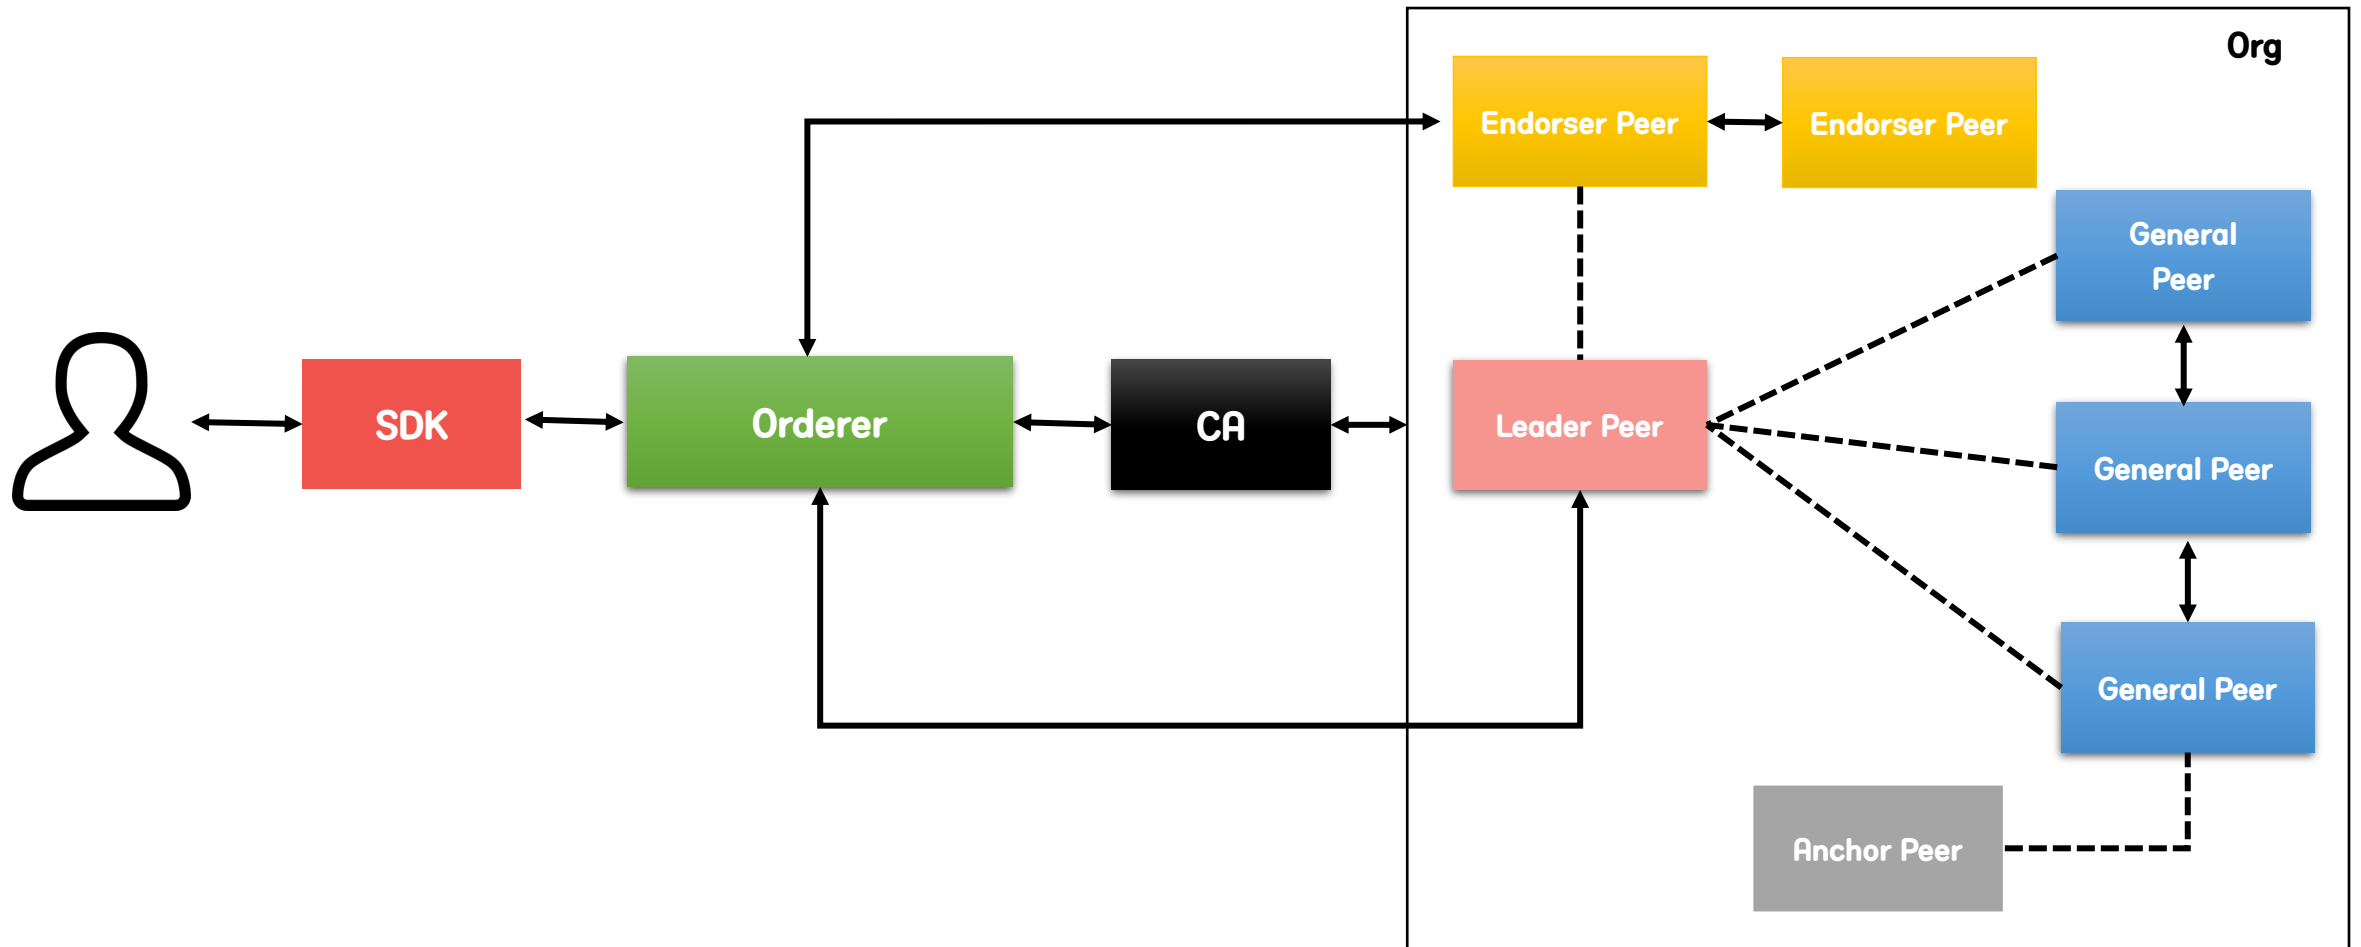 Org
Endorser Peer
Endorser Peer
General
Peer
SDK
Orderer
CA
Leader Peer
General Peer
General Peer
Anchor Peer